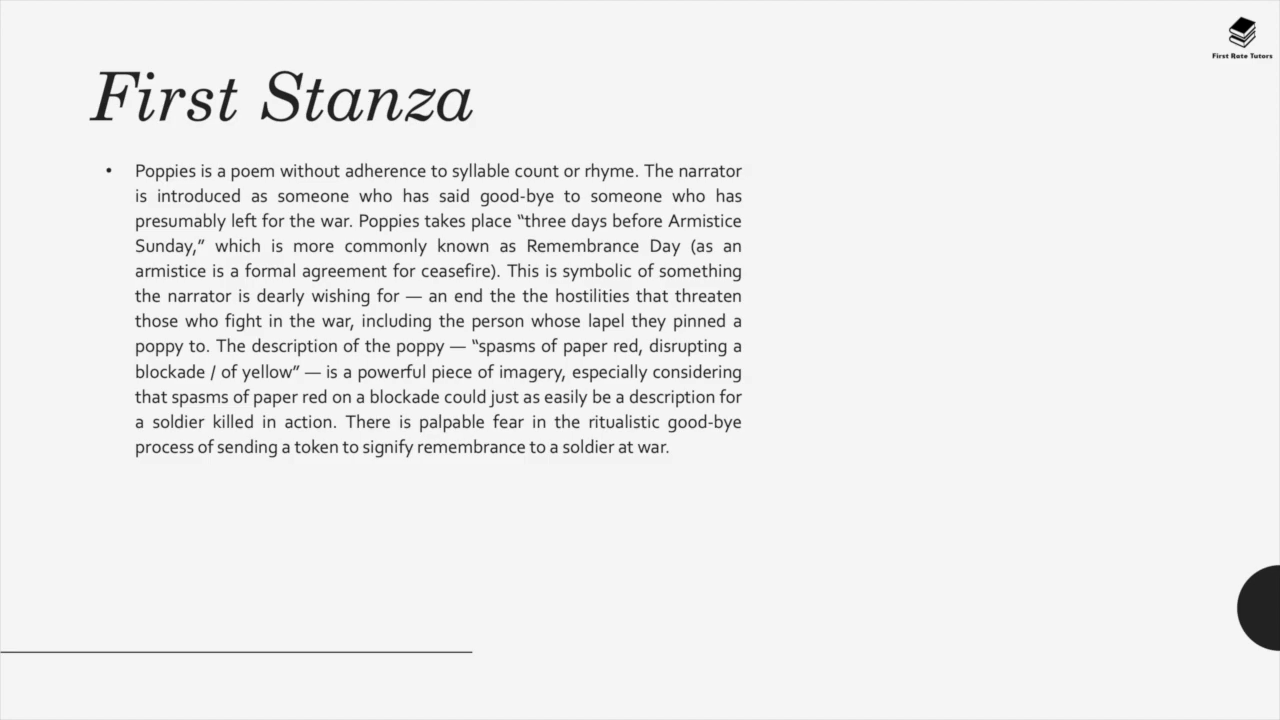 First Rate Tutors
First Stanza
• Poppies is a poem without adherence to syllable count or rhyme. The narrator
is introduced as someone who has said good-bye to someone who has
presumably left for the war. Poppies takes place “three days before Armistice
Sunday,” which is more commonly known as Remembrance Day (as an
armistice is a formal agreement for ceasefire). This is symbolic of something
the narrator is dearly wishing for — an end the the hostilities that threaten
those who fight in the war, including the person whose lapel they pinned a
poppy to. The description of the poppy — “spasms of paper red, disrupting a
blockade / of yellow” — is a powerful piece of imagery, especially considering
that spasms of paper red on a blockade could just as easily be a description for
a soldier killed in action. There is palpable fear in the ritualistic good-bye
process of sending a token to signify remembrance to a soldier at war.